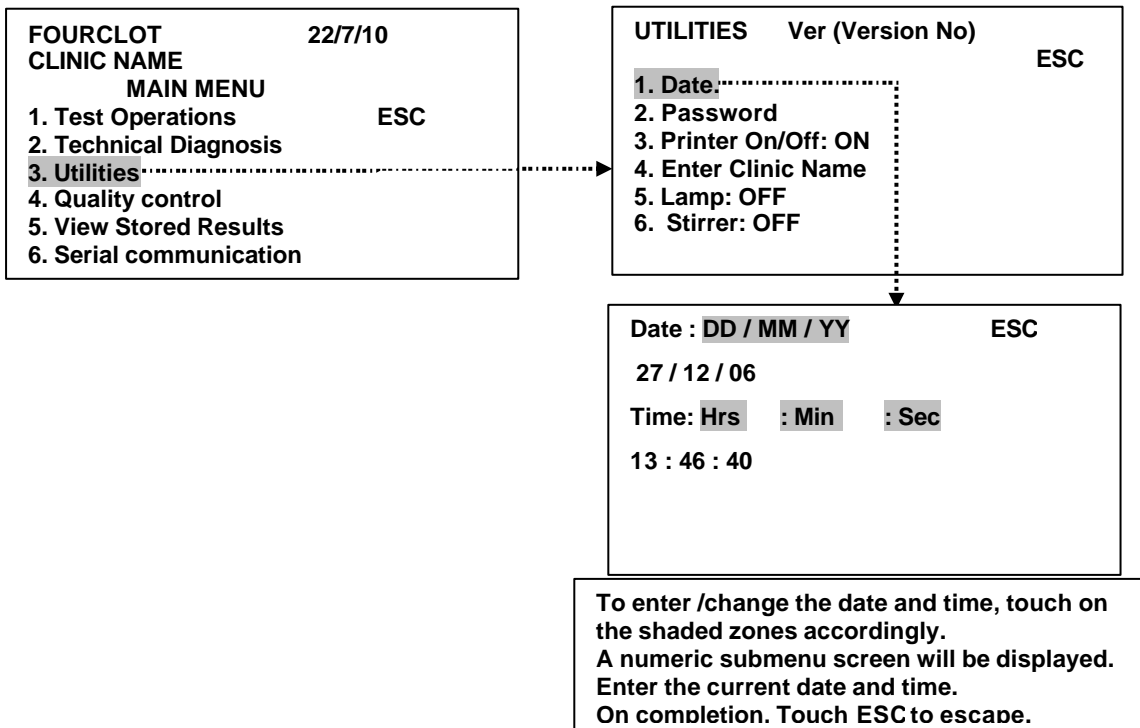 FOURCLOT 22/7/10
CLINIC NAME
MAIN MENU
1. Test Operations ESC
2. Technical Diagnosis
3. Utilities
4. Quality control
5. View Stored Results
6. Serial communication
UTILITIES Ver (Version No)
ESC
1. Date.
2. Password
3. Printer On/Off: ON
4. Enter Clinic Name
5. Lamp: OFF
6. Stirrer: OFF
Date : DD / MM / YY ESC
27 / 12 / 06
Time: Hrs : Min : Sec
13 : 46 : 40
To enter /change the date and time, touch on
the shaded zones accordingly.
A numeric submenu screen will be displayed.
Enter the current date and time.
On completion. Touch ESC to escape.